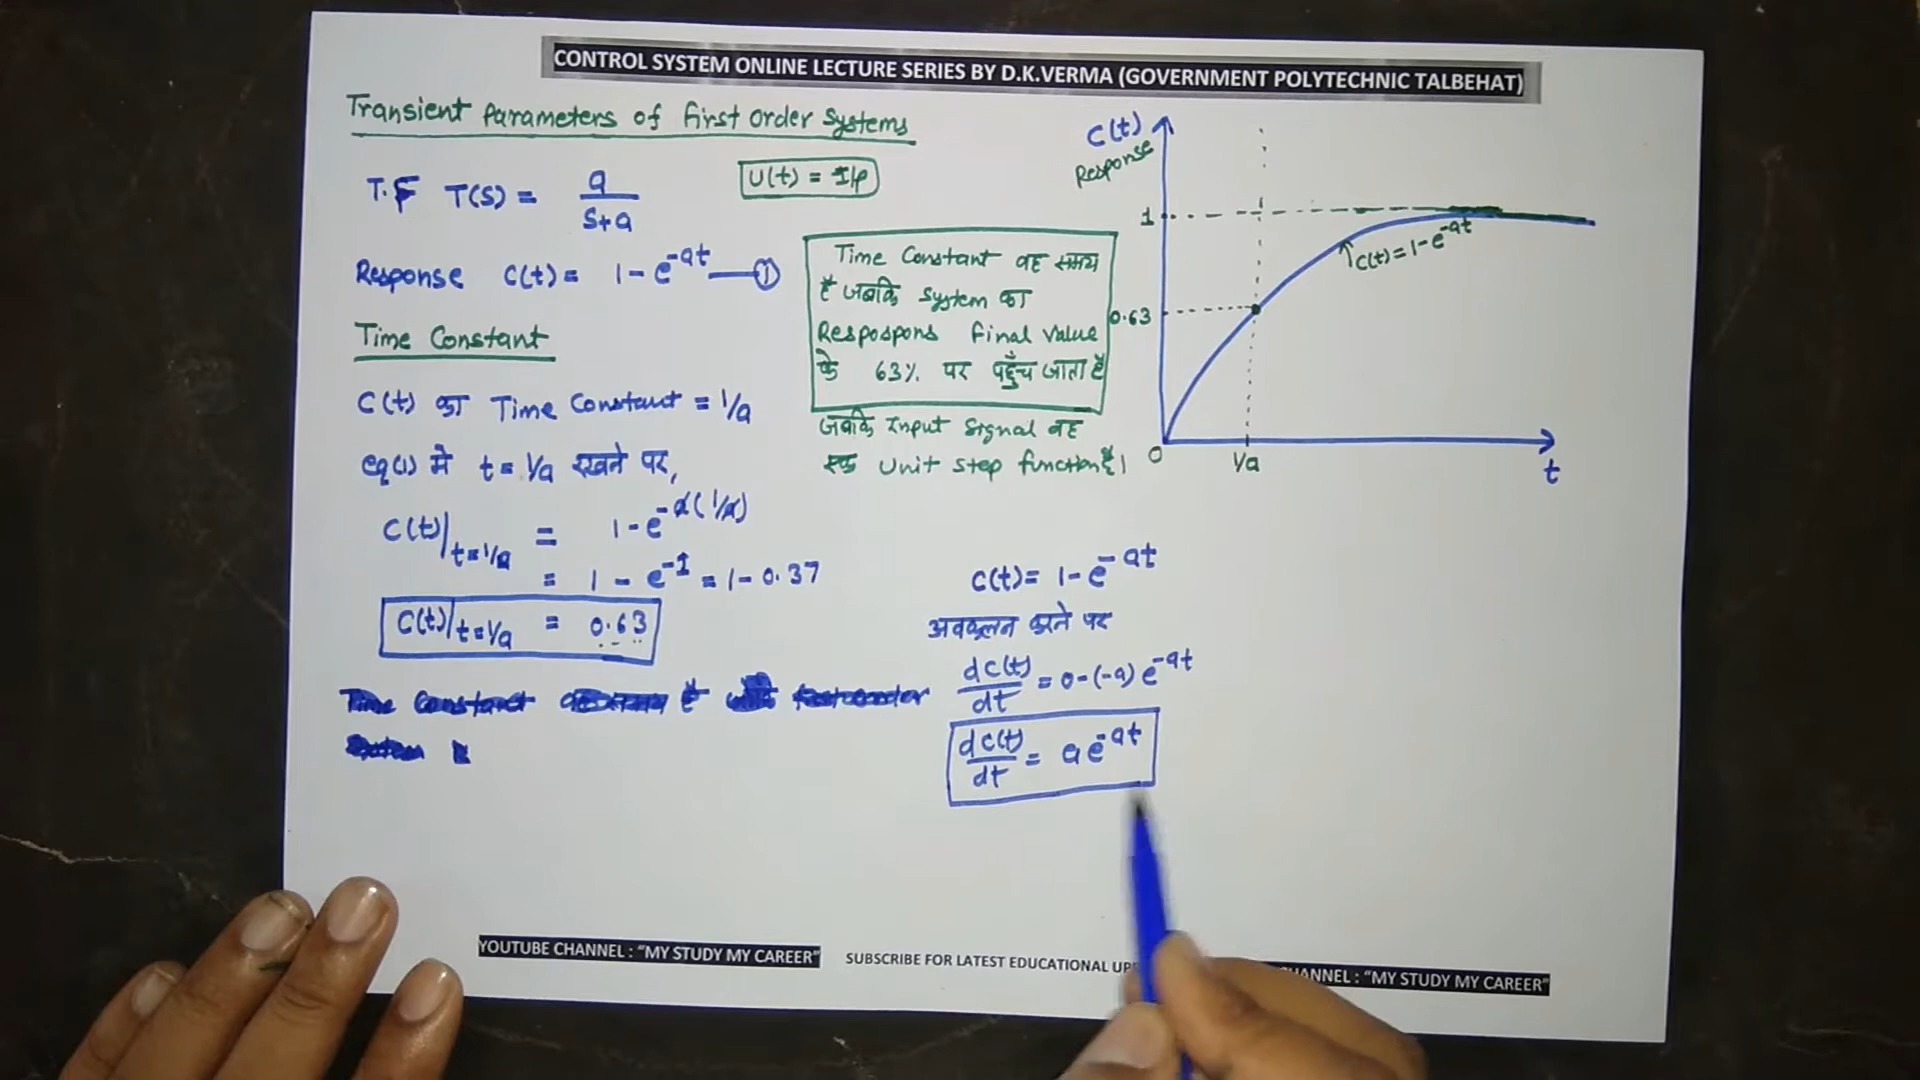 CONTROL SYSTEM ONLINE LECTURE SERIES BY D.K.VERMA (GOVERNMENT POLYTECHNIC TALBEHAT)
Transient Parameters of First Order Systems
T.F T(S) = a / S+a
U(t) = I/P
Response C(t) = 1 - e^-at — ①
Time Constant
C(t) का Time Constant = 1/a
eq(1) मे t = 1/a रखने पर,
C(t)|t=1/a = 1 - e^-a(1/a)
= 1 - e^-1 = 1 - 0.37
C(t)|t=1/a = 0.63
Time Constant है
Time Constant वह समय
है जबकि System का
Respospons final value
के 63% पर पहुँच जाता है
जबकि Input Signal वह
एक Unit Step function है।
C(t)
Response
1
0.63
0
1/a
t
C(t) = 1 - e^-at
C(t) = 1 - e^-at
अवकलन करने पर
dC(t)/dt = 0 - (-a) e^-at
dC(t)/dt = a e^-at
YOUTUBE CHANNEL : "MY STUDY MY CAREER"
SUBSCRIBE FOR LATEST EDUCATIONAL
CHANNEL : "MY STUDY MY CAREER"